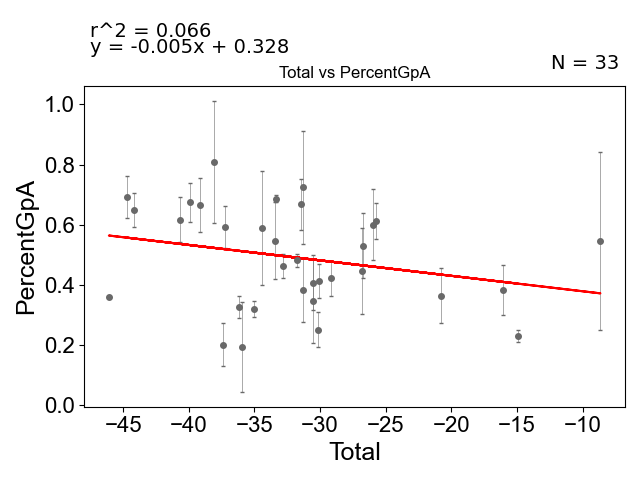 r^2 = 0.066
y = -0.005x + 0.328
N = 33
Total vs PercentGpA
PercentGpA
1.0
0.8
0.6
0.4
0.2
0.0
−45 −40 −35 −30 −25 −20 −15 −10
Total